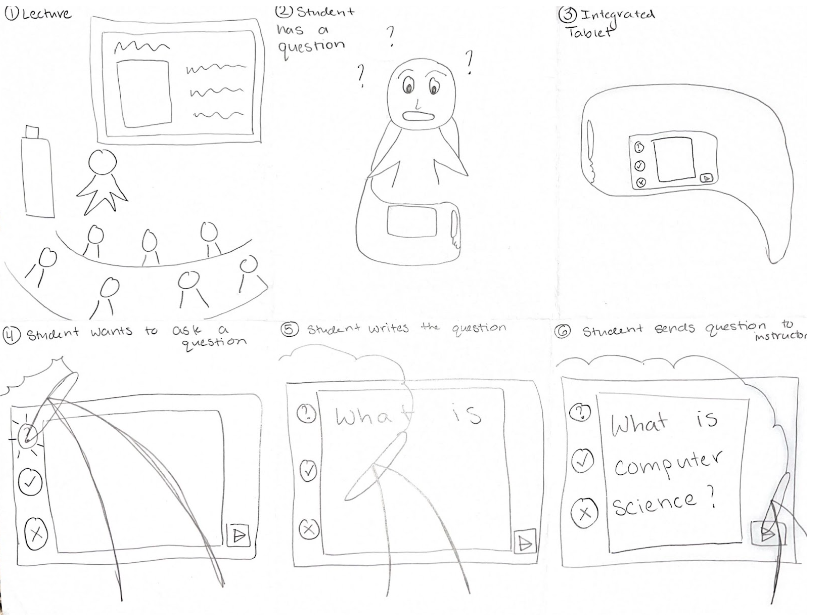 ① Lecture
② Student
has a
question
?
?
?
③ Integrated
Tablet
?
④ Student wants to ask a
question
?
⑤ Student writes the question
?
What is
⑥ Student sends question to
instructor
?
What is
computer
science?